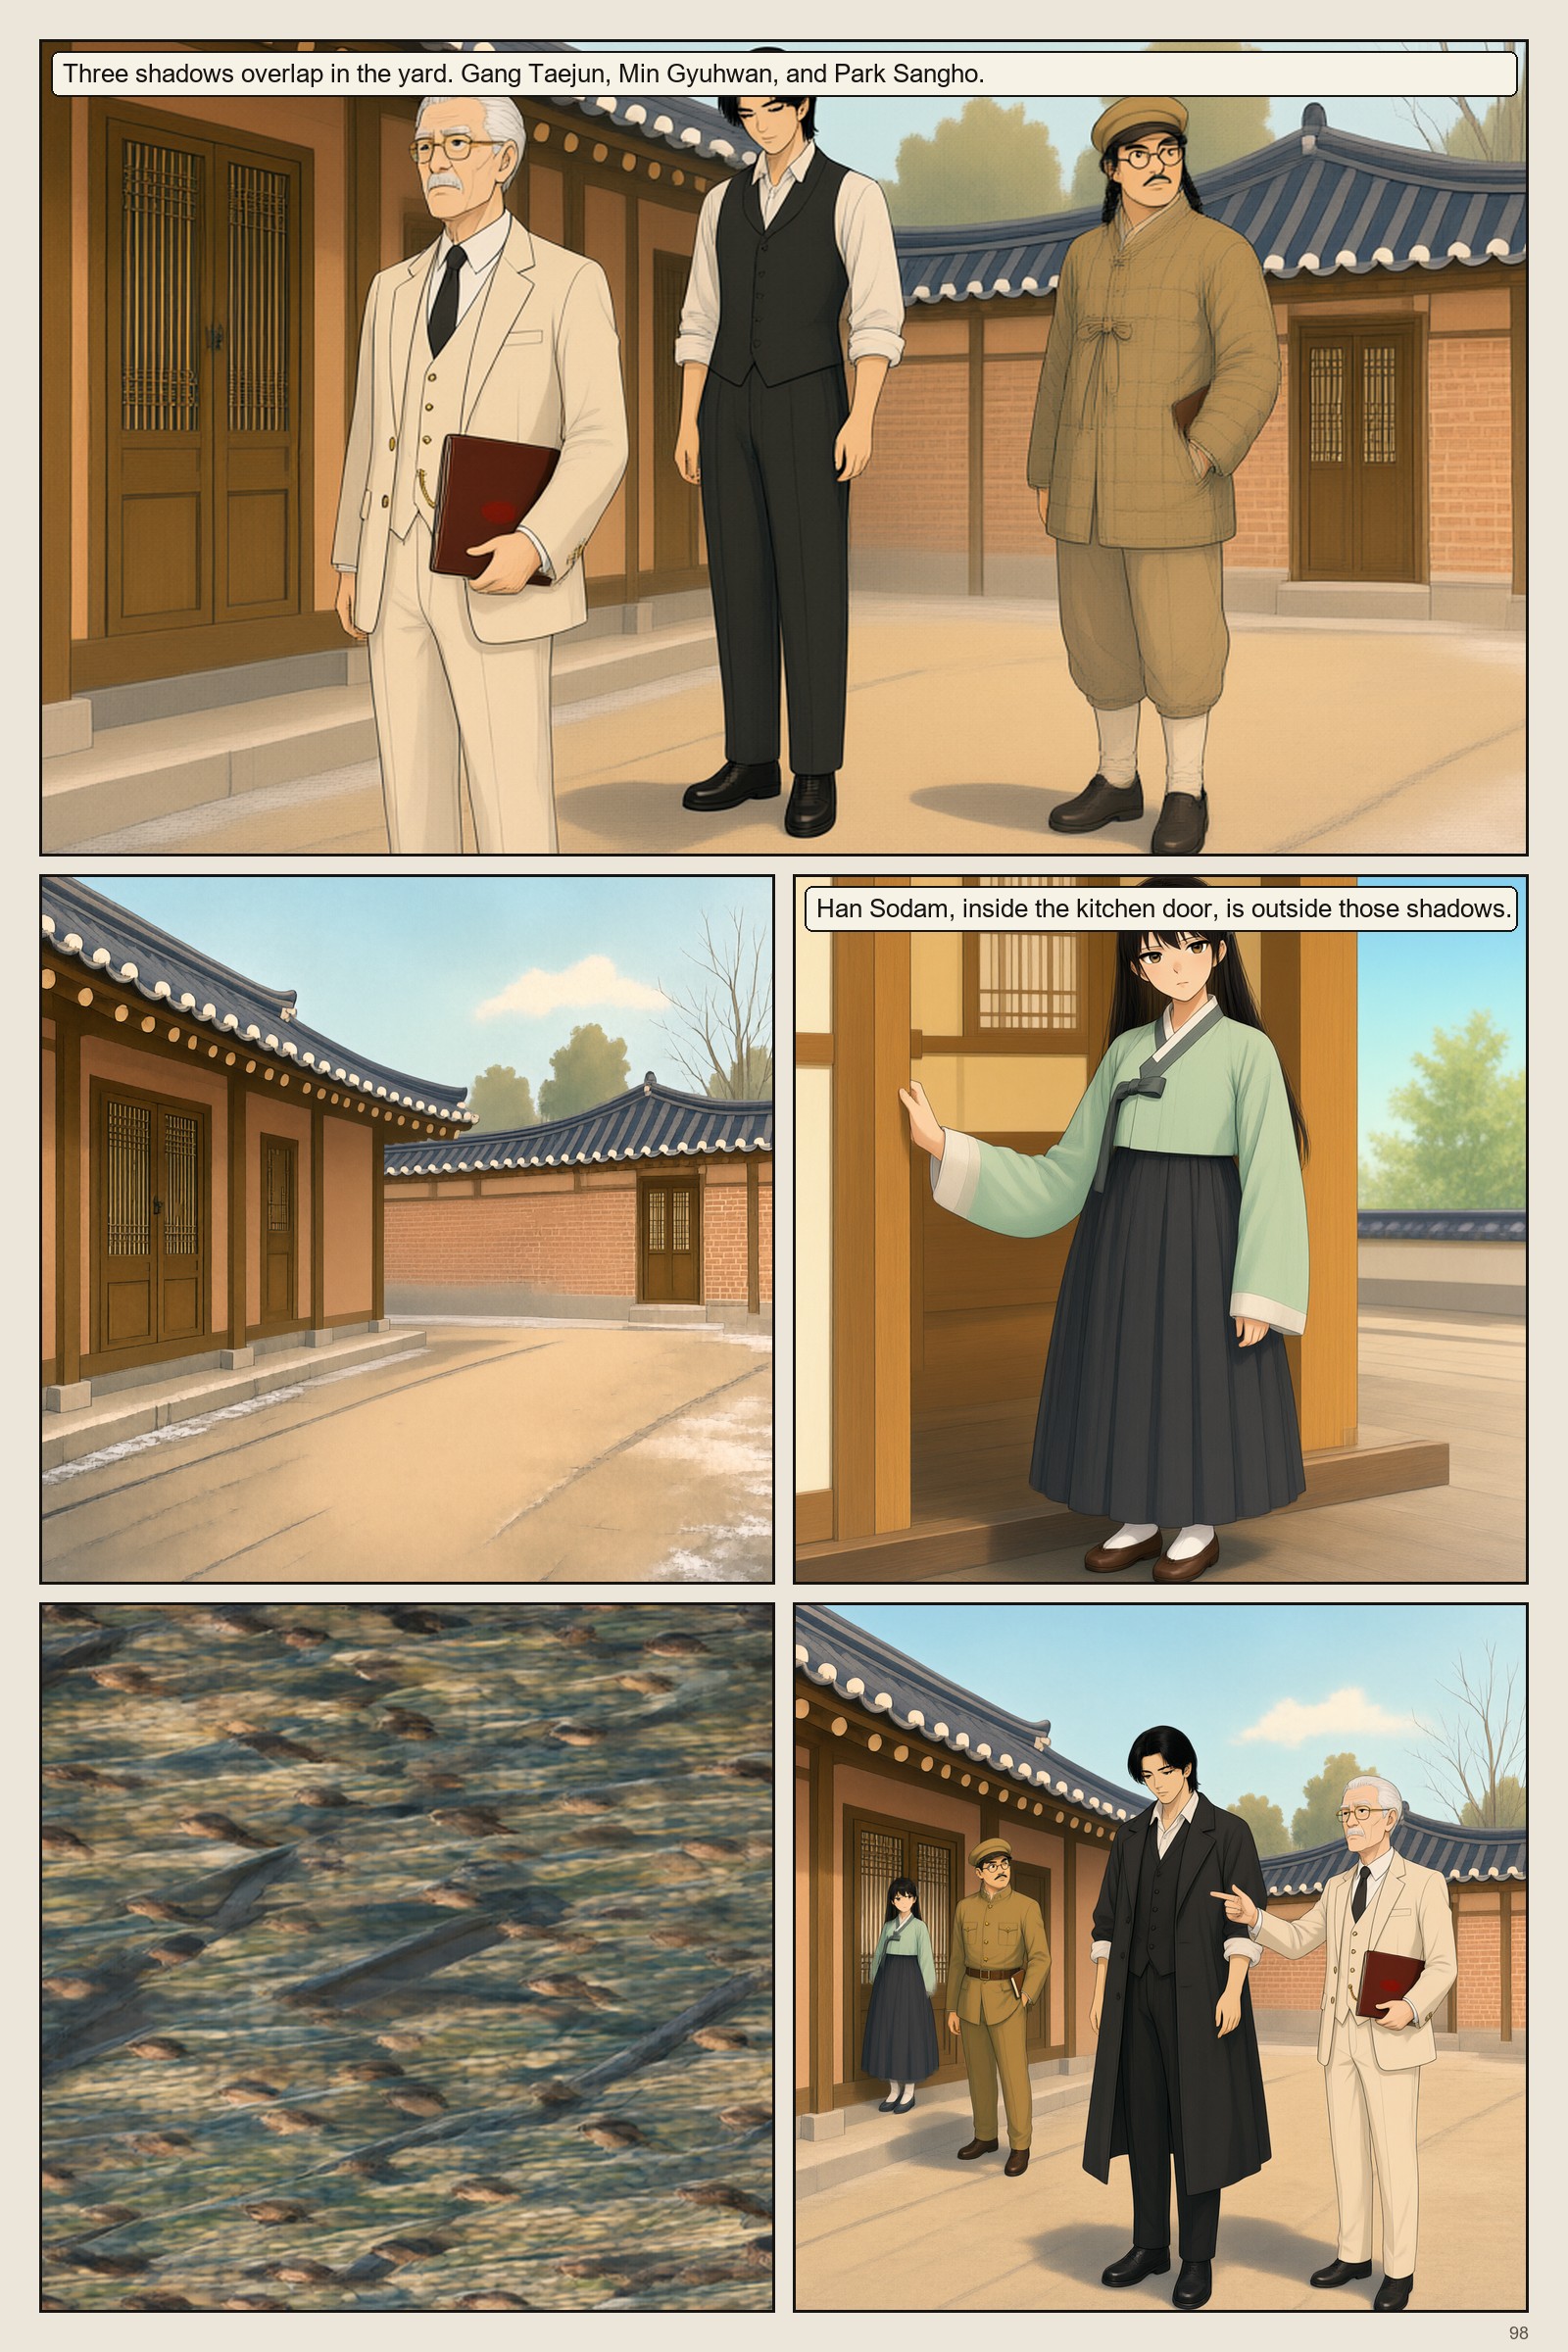 Three shadows overlap in the yard. Gang Taejun, Min Gyuhwan, and Park Sangho.
Han Sodam, inside the kitchen door, is outside those shadows.
98